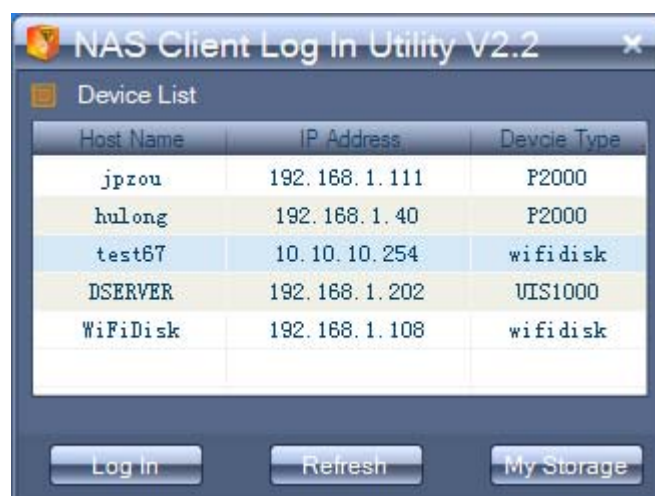 NAS Client Log In Utility V2.2
Device List
Host Name IP Address Devcie Type
jpzou 192.168.1.111 P2000
hulong 192.168.1.40 P2000
test67 10.10.10.254 wifidisk
DSERVER 192.168.1.202 UIS1000
WiFiDisk 192.168.1.108 wifidisk
Log In Refresh My Storage